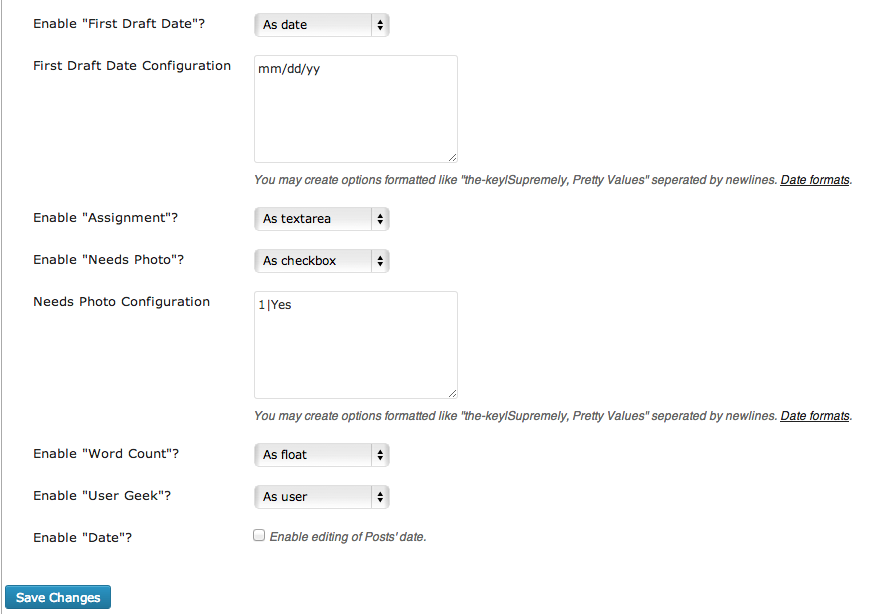 Enable "First Draft Date"? As date
First Draft Date Configuration mm/dd/yy
You may create options formatted like "the-key|Supremely, Pretty Values" seperated by newlines. Date formats.
Enable "Assignment"? As textarea
Enable "Needs Photo"? As checkbox
Needs Photo Configuration 1|Yes
You may create options formatted like "the-key|Supremely, Pretty Values" seperated by newlines. Date formats.
Enable "Word Count"? As float
Enable "User Geek"? As user
Enable "Date"? Enable editing of Posts' date.
Save Changes